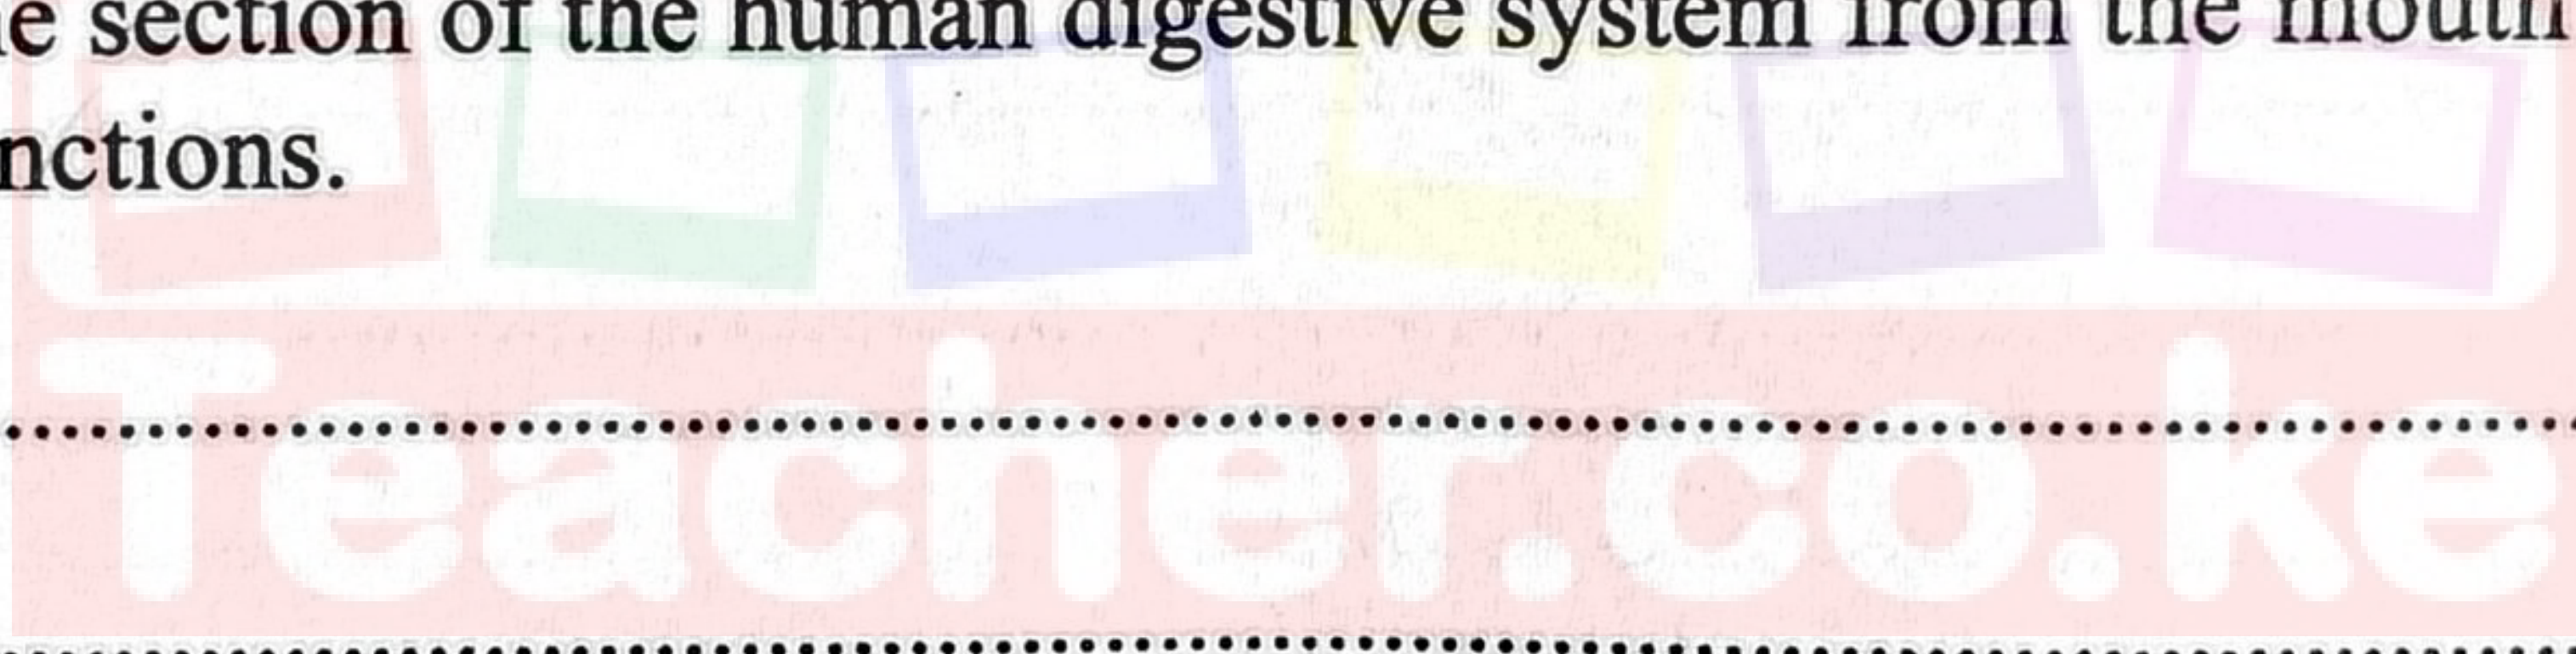 e section of the human digestive system from the mouth
nctions.
Teacher.co.ke